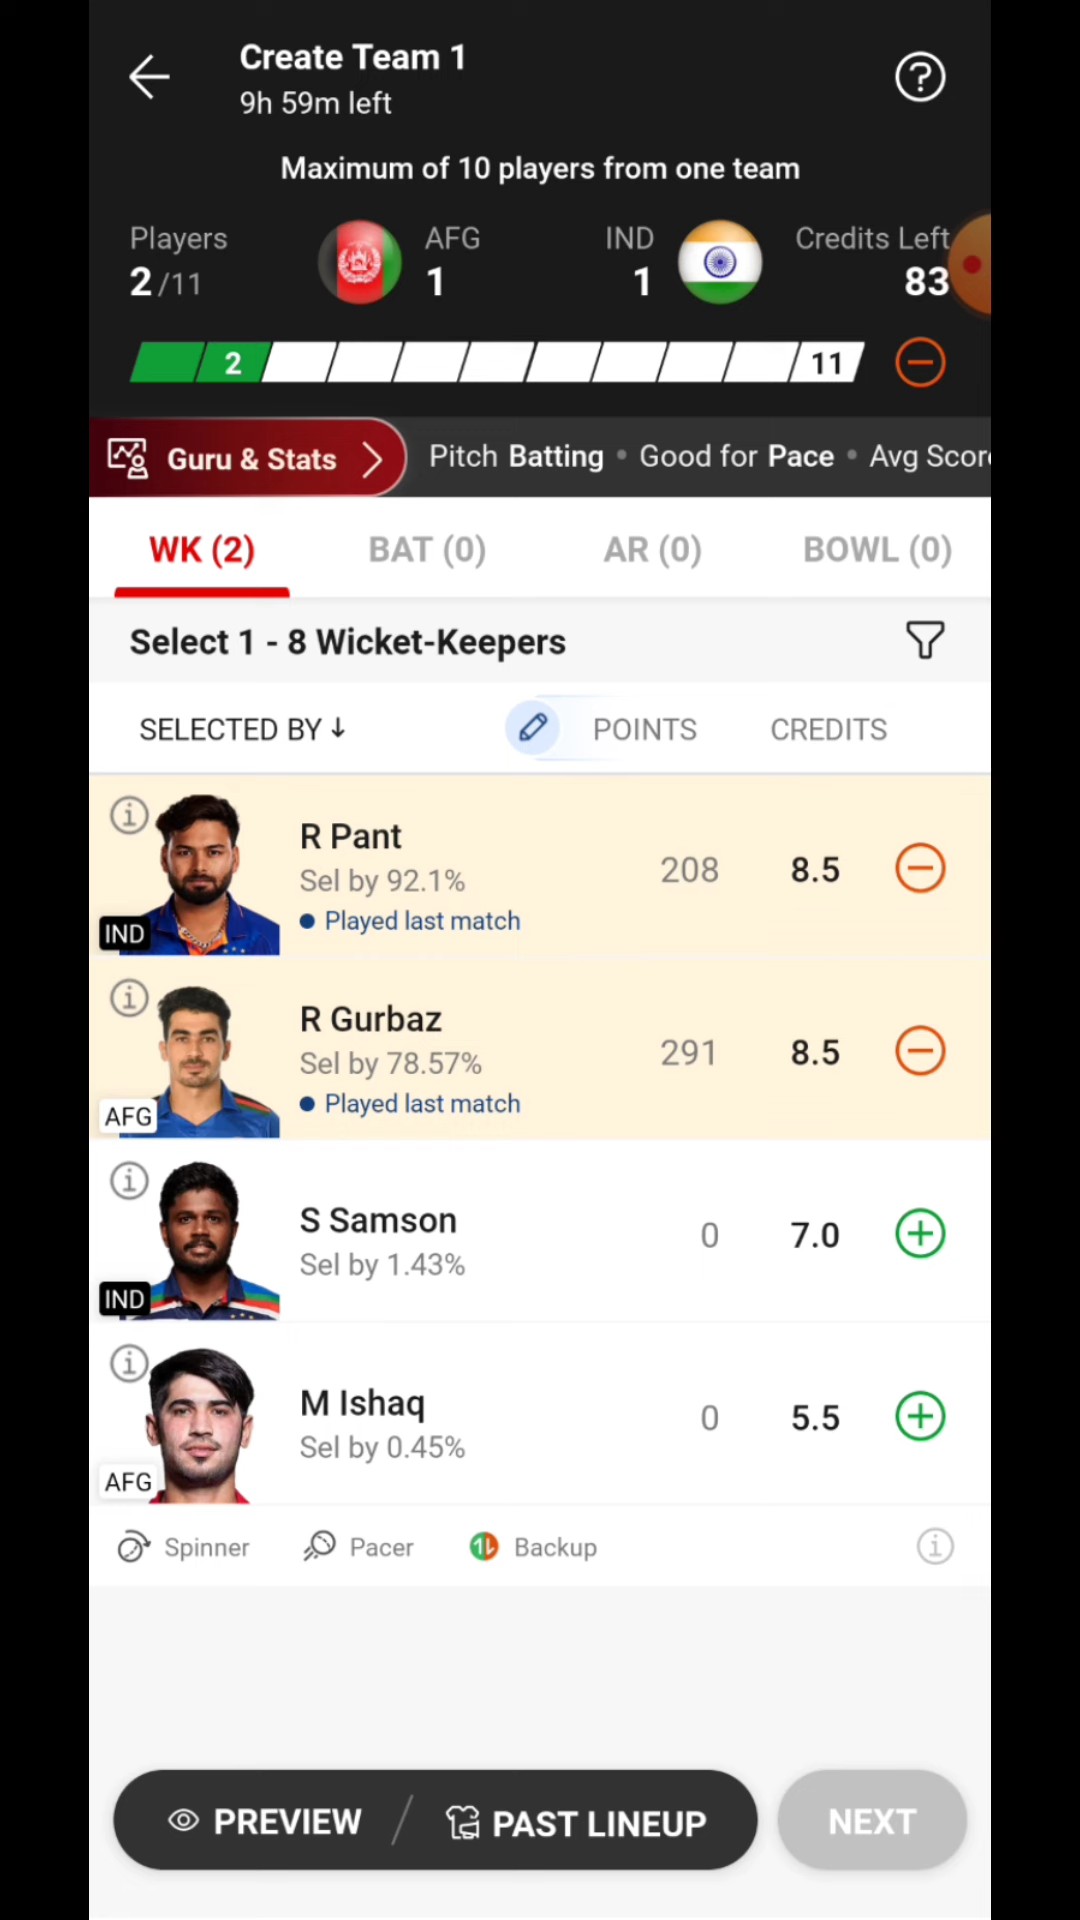 Create Team 1
9h 59m left
Maximum of 10 players from one team
Players AFG IND Credits Left
2/11 1 1 83
2 11
Guru & Stats Pitch Batting • Good for Pace • Avg Scor
WK (2) BAT (0) AR (0) BOWL (0)
Select 1 - 8 Wicket-Keepers
SELECTED BY ↓ POINTS CREDITS
R Pant
Sel by 92.1% 208 8.5
Played last match
IND
R Gurbaz
Sel by 78.57% 291 8.5
Played last match
AFG
S Samson
Sel by 1.43% 0 7.0
IND
M Ishaq
Sel by 0.45% 0 5.5
AFG
Spinner Pacer Backup
PREVIEW / PAST LINEUP NEXT